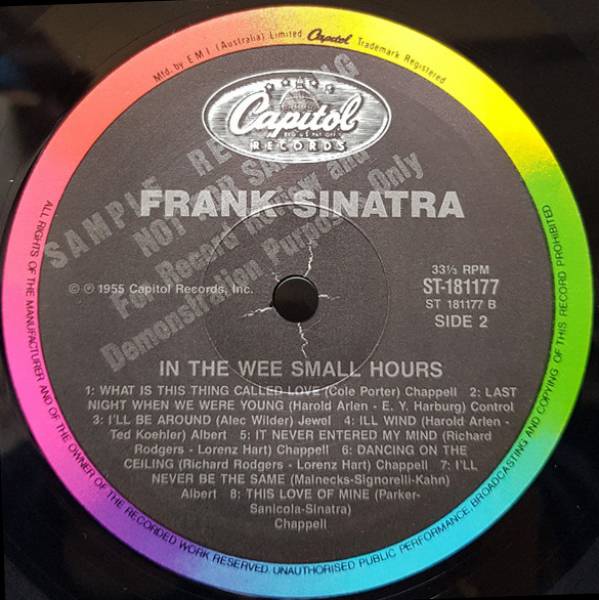 Mfd. by EMI (Australia) Limited. Capitol Trademark Registered
Capitol
RECORDS
SAMPLE RECORDING
NOT FOR SALE
For Record Review and
Demonstration Purposes Only
FRANK SINATRA
© ℗ 1955 Capitol Records, Inc.
33⅓ RPM
ST-181177
ST 181177 B
SIDE 2
IN THE WEE SMALL HOURS
1: WHAT IS THIS THING CALLED LOVE (Cole Porter) Chappell 2: LAST
NIGHT WHEN WE WERE YOUNG (Harold Arlen - E. Y. Harburg) Control
3: I'LL BE AROUND (Alec Wilder) Jewel 4: ILL WIND (Harold Arlen -
Ted Koehler) Albert 5: IT NEVER ENTERED MY MIND (Richard
Rodgers - Lorenz Hart) Chappell 6: DANCING ON THE
CEILING (Richard Rodgers - Lorenz Hart) Chappell 7: I'LL
NEVER BE THE SAME (Malnecks-Signorelli-Kahn)
Albert 8: THIS LOVE OF MINE (Parker-
Sanicola-Sinatra)
Chappell
ALL RIGHTS OF THE MANUFACTURER AND OF THE OWNER OF THE RECORDED WORK RESERVED. UNAUTHORISED PUBLIC PERFORMANCE, BROADCASTING AND COPYING OF THIS RECORD PROHIBITED